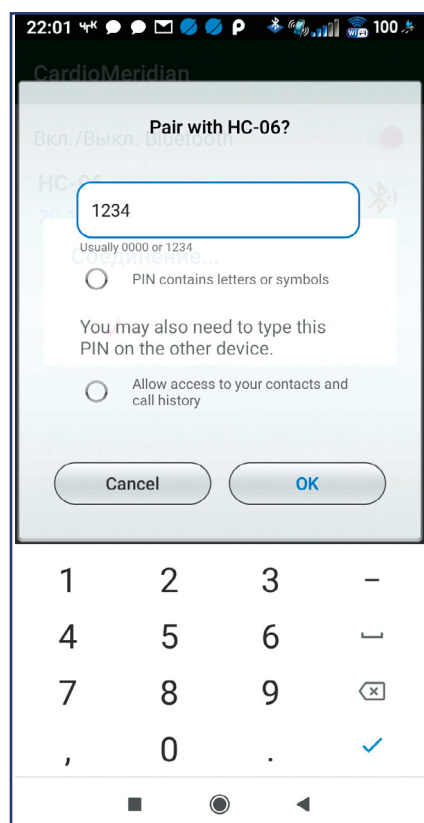 22:01 100
CardioMeridian
Pair with HC-06?
Вкл./Выкл. Bluetooth
HC-06
1234
Usually 0000 or 1234
Соединение...
PIN contains letters or symbols
You may also need to type this
PIN on the other device.
Allow access to your contacts and
call history
Cancel OK
1 2 3 –
4 5 6
7 8 9
, 0 .